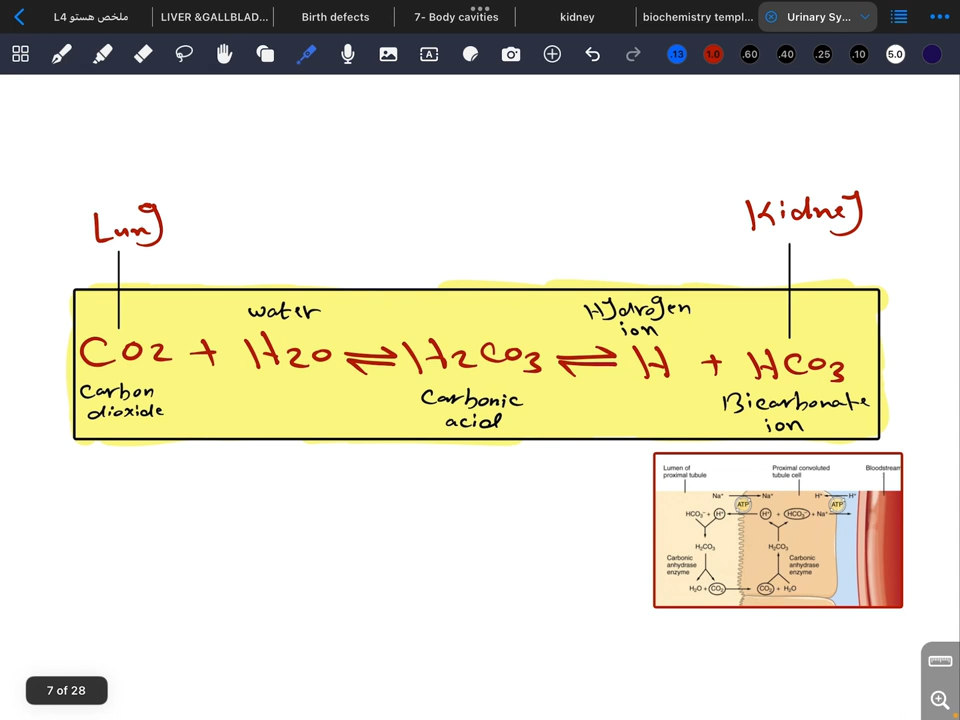 ملخص هستو L4
LIVER &GALLBLAD...
Birth defects
7- Body cavities
kidney
biochemistry templ...
Urinary Sy...
.13
1.0
.60
.40
.25
.10
5.0
Lung
Kidney
water
Hydrogen
ion
CO2 + H2O ⇌ H2CO3 ⇌ H + HCO3
Carbon
dioxide
Carbonic
acid
Bicarbonate
ion
Lumen of
proximal tubule
Proximal convoluted
tubule cell
Bloodstream
Na⁺ Na⁺ H⁺ H⁺
ATP ATP
HCO₃⁻ + H⁺ H⁺ + HCO₃⁻ + Na⁺
H₂CO₃ H₂CO₃
Carbonic
anhydrase
enzyme
Carbonic
anhydrase
enzyme
H₂O + CO₂ CO₂ + H₂O
7 of 28